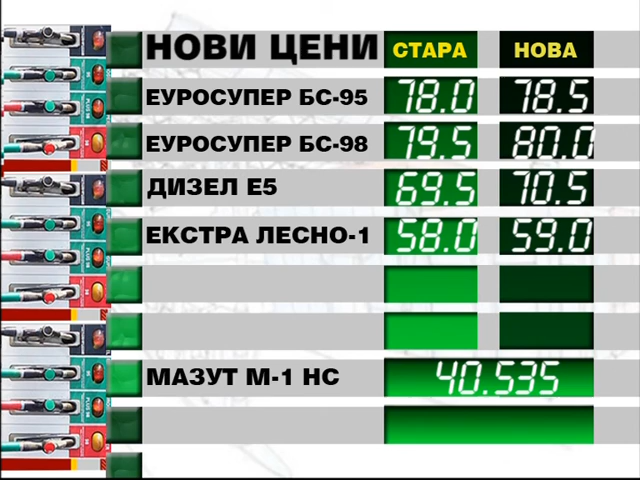 НОВИ ЦЕНИ СТАРА НОВА
ЕУРОСУПЕР БС-95 78.0 78.5
ЕУРОСУПЕР БС-98 79.5 80.0
ДИЗЕЛ Е5 69.5 70.5
ЕКСТРА ЛЕСНО-1 58.0 59.0
МАЗУТ М-1 НС 40.535